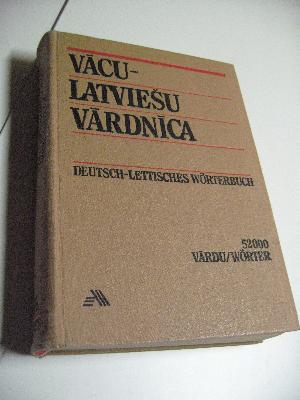 VĀCU-
LATVIEŠU
VĀRDNĪCA
DEUTSCH-LETTISCHES WÖRTERBUCH
52000
VĀRDU/WÖRTER